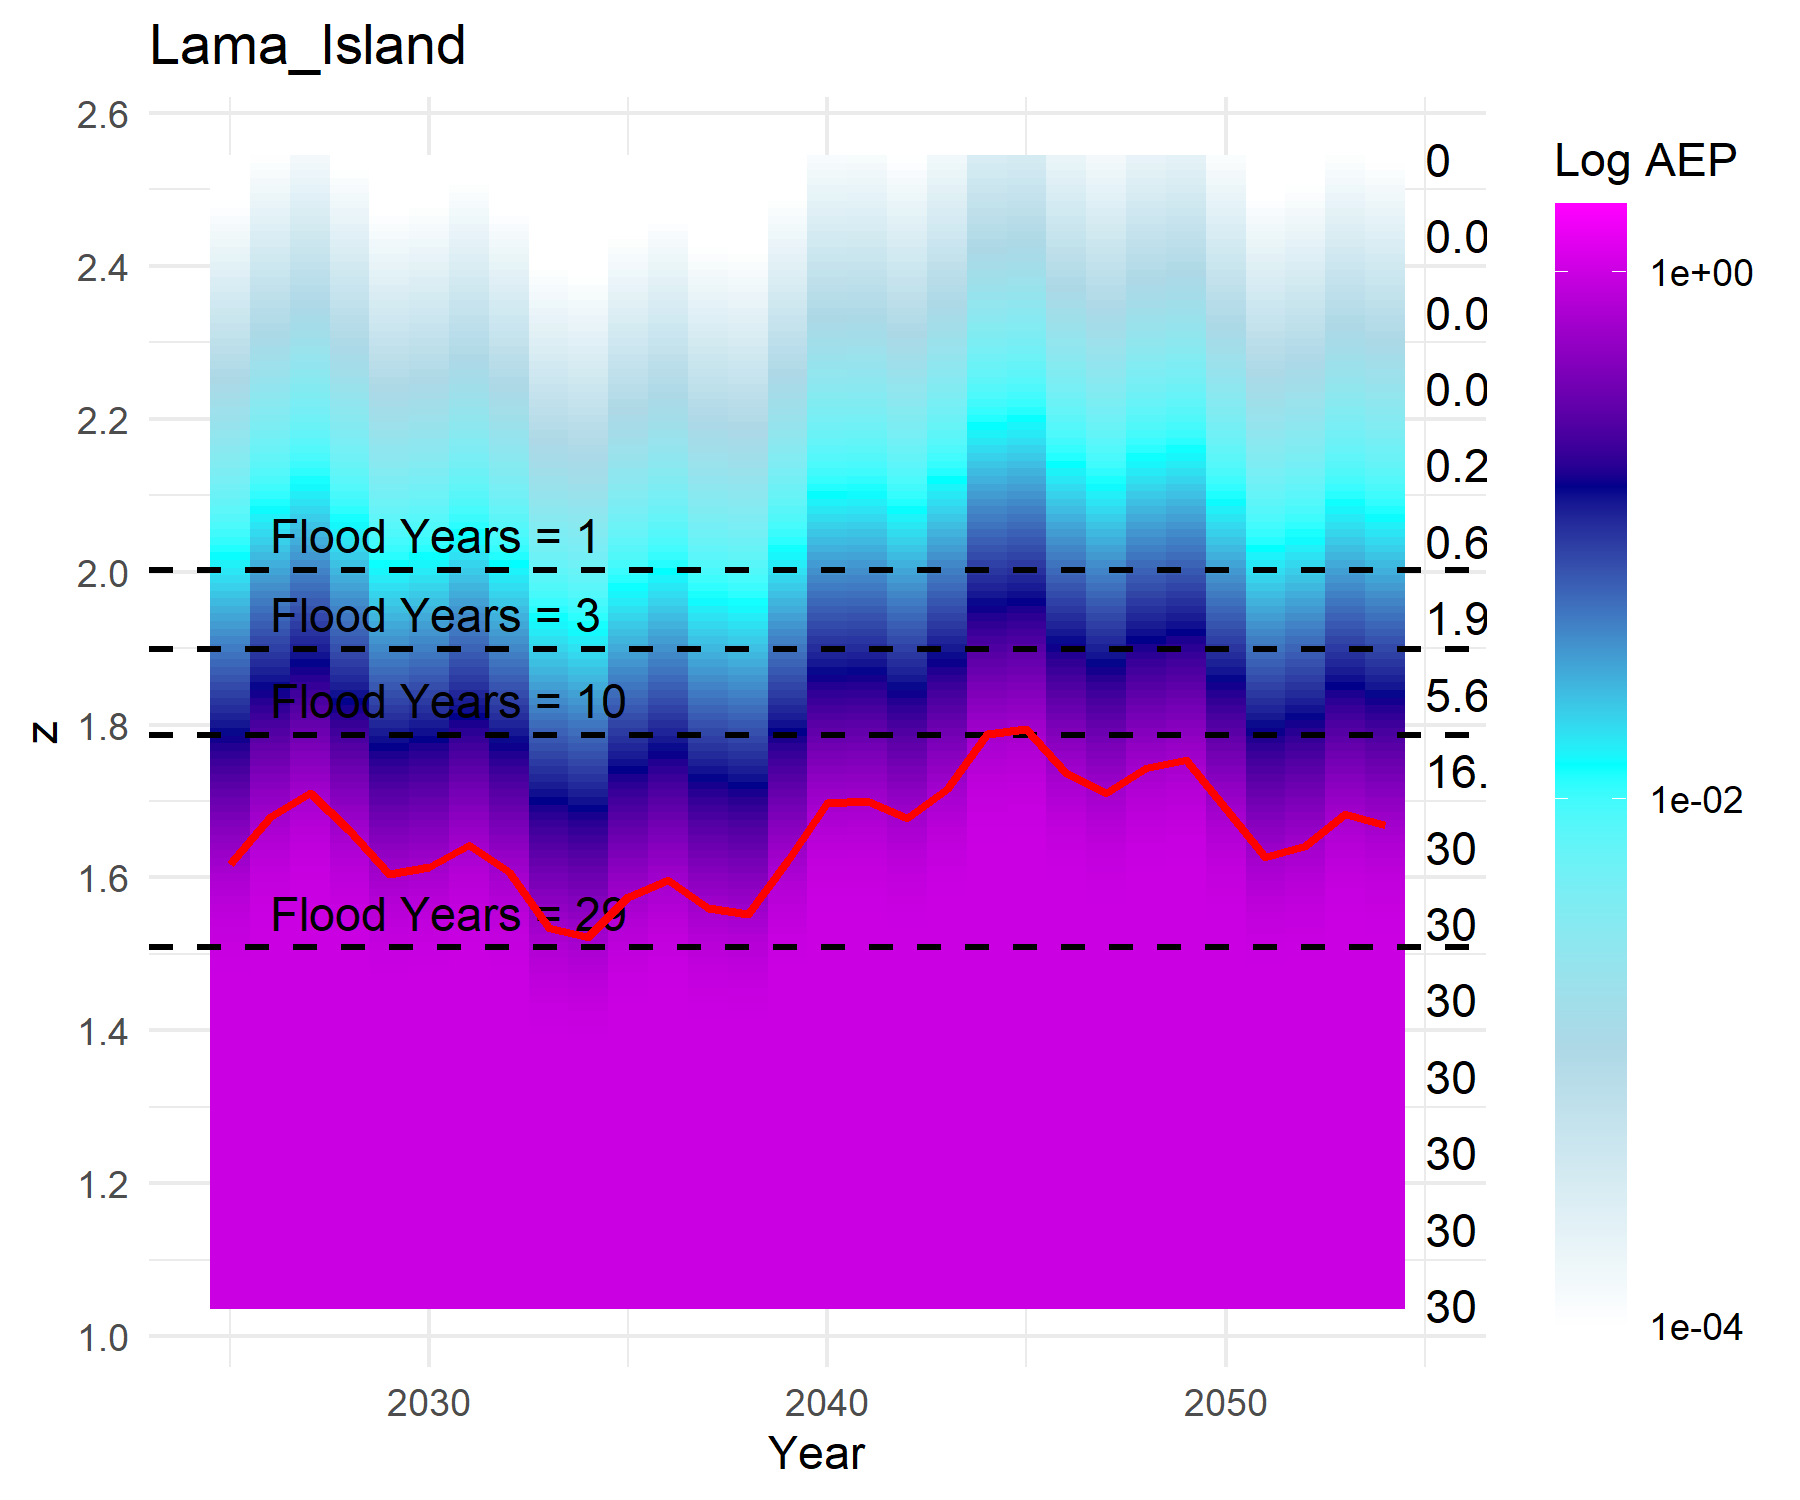 Lama_Island
2.6
2.4
2.2
2.0
1.8
1.6
1.4
1.2
1.0
z
Flood Years = 1
Flood Years = 3
Flood Years = 10
Flood Years = 29
0
0.0
0.0
0.0
0.2
0.6
1.9
5.6
16.
30
30
30
30
30
30
30
2030
2040
2050
Year
Log AEP
1e+00
1e-02
1e-04